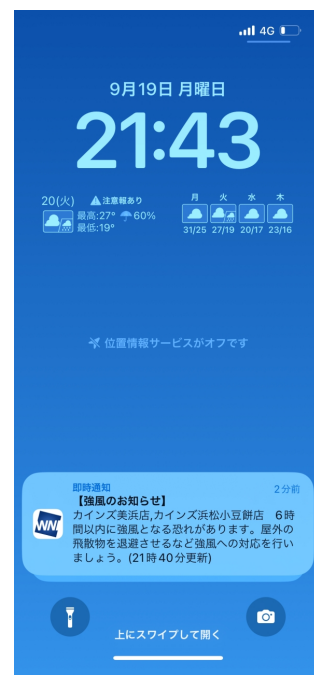 4G
9月19日 月曜日
21:43
20(火) 注意報あり
最高:27° 60%
最低:19°
月 火 水 木
31/25 27/19 20/17 23/16
位置情報サービスがオフです
即時通知 2分前
【強風のお知らせ】
カインズ美浜店,カインズ浜松小豆餅店 6時
間以内に強風となる恐れがあります。屋外の
飛散物を退避させるなど強風への対応を行い
ましょう。(21時40分更新)
WNI
上にスワイプして開く